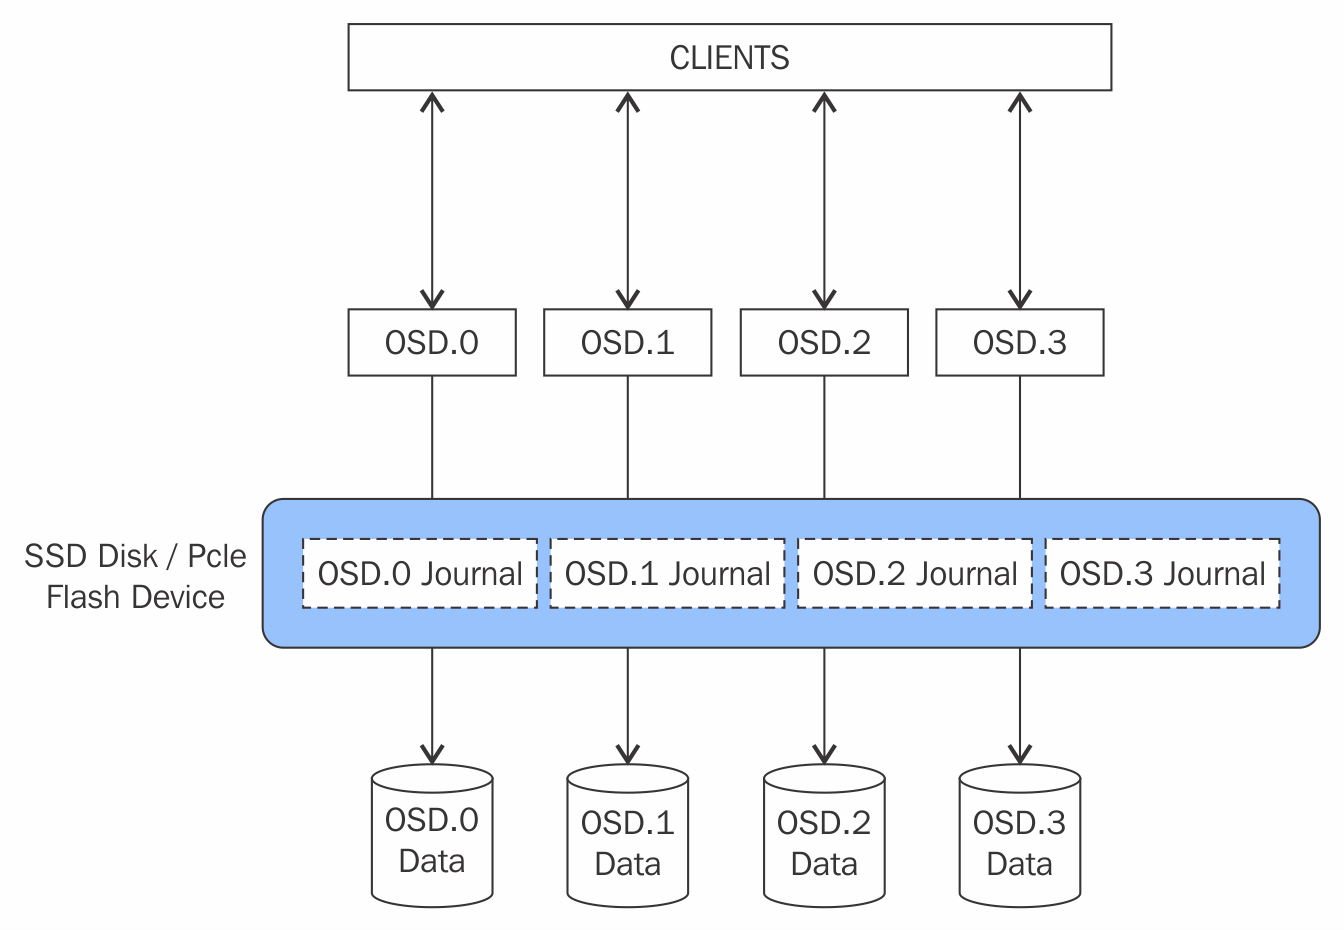 CLIENTS
OSD.0
OSD.1
OSD.2
OSD.3
SSD Disk / Pcle
Flash Device
OSD.0 Journal
OSD.1 Journal
OSD.2 Journal
OSD.3 Journal
OSD.0
Data
OSD.1
Data
OSD.2
Data
OSD.3
Data